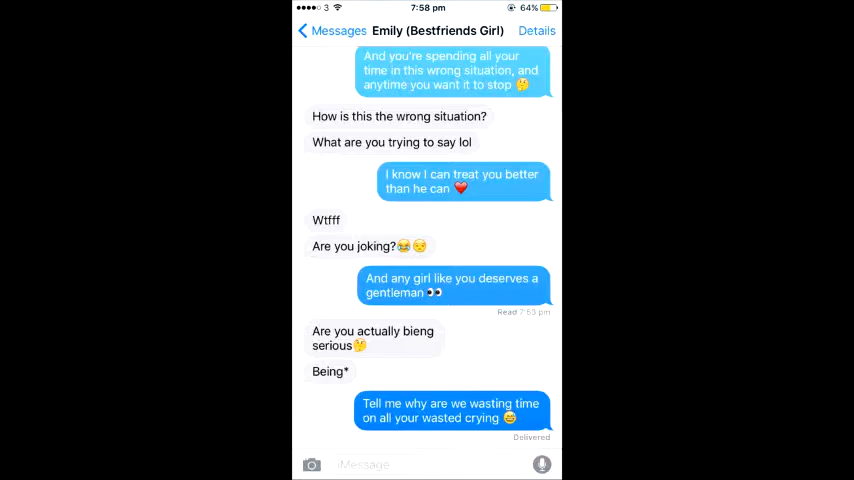 3 7:58 pm 64%
Messages Emily (Bestfriends Girl) Details
And you're spending all your
time in this wrong situation, and
anytime you want it to stop 🤔
How is this the wrong situation?
What are you trying to say lol
I know I can treat you better
than he can ❤️
Wtfff
Are you joking?😂😒
And any girl like you deserves a
gentleman 👀
Read 7:53 pm
Are you actually bieng
serious🤔
Being*
Tell me why are we wasting time
on all your wasted crying 😅
Delivered
iMessage